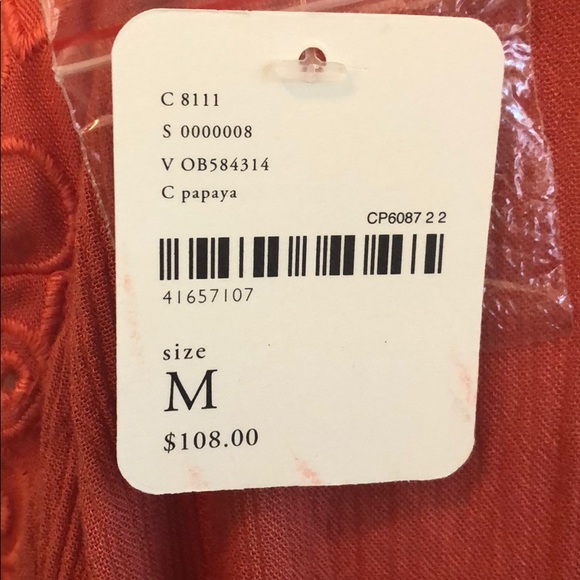 C 8111
S 0000008
V OB584314
C papaya
CP6087 2 2
41657107
size
M
$108.00